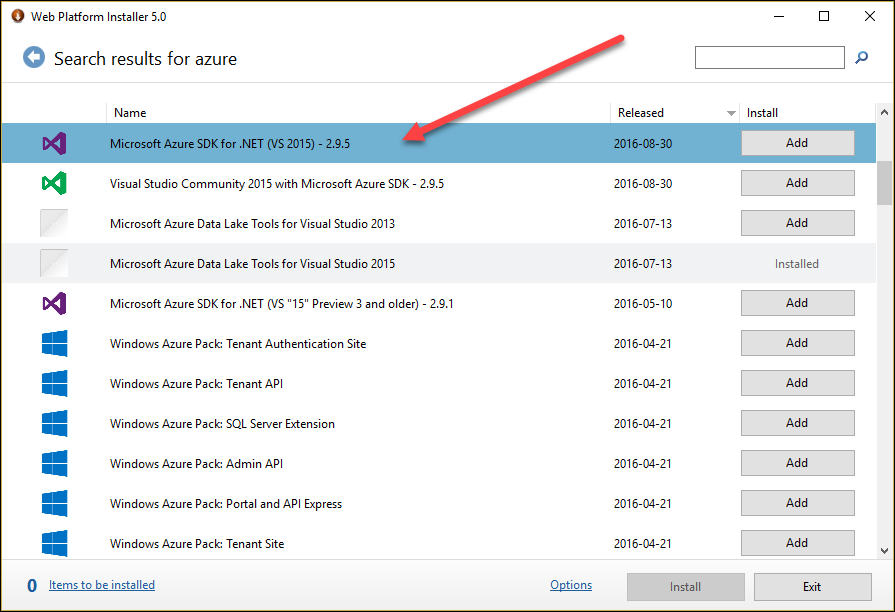 Web Platform Installer 5.0
Search results for azure
Name Released Install
Microsoft Azure SDK for .NET (VS 2015) - 2.9.5 2016-08-30 Add
Visual Studio Community 2015 with Microsoft Azure SDK - 2.9.5 2016-08-30 Add
Microsoft Azure Data Lake Tools for Visual Studio 2013 2016-07-13 Add
Microsoft Azure Data Lake Tools for Visual Studio 2015 2016-07-13 Installed
Microsoft Azure SDK for .NET (VS "15" Preview 3 and older) - 2.9.1 2016-05-10 Add
Windows Azure Pack: Tenant Authentication Site 2016-04-21 Add
Windows Azure Pack: Tenant API 2016-04-21 Add
Windows Azure Pack: SQL Server Extension 2016-04-21 Add
Windows Azure Pack: Admin API 2016-04-21 Add
Windows Azure Pack: Portal and API Express 2016-04-21 Add
Windows Azure Pack: Tenant Site 2016-04-21 Add
0 Items to be installed Options Install Exit